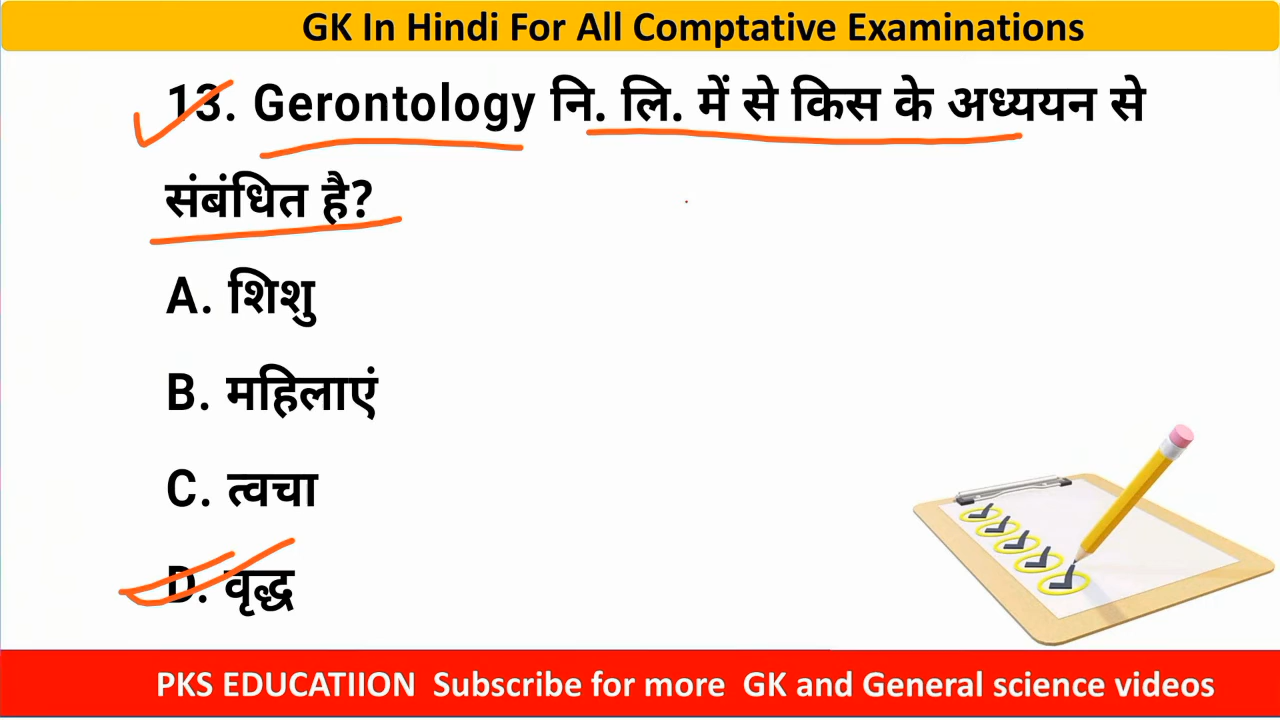 GK In Hindi For All Comptative Examinations
13. Gerontology नि. लि. में से किस के अध्ययन से
संबंधित है?
A. शिशु
B. महिलाएं
C. त्वचा
D. वृद्ध
PKS EDUCATIION Subscribe for more GK and General science videos